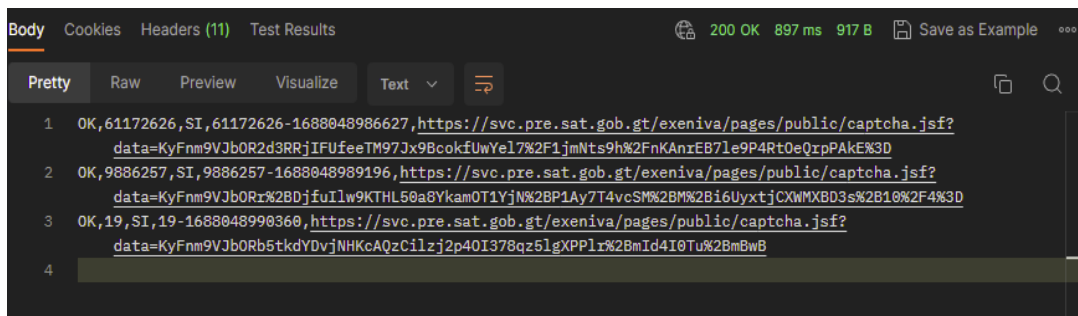 Body Cookies Headers (11) Test Results 200 OK 897 ms 917 B Save as Example
Pretty Raw Preview Visualize Text
1 OK,61172626,SI,61172626-1688048986627,https://svc.pre.sat.gob.gt/exeniva/pages/public/captcha.jsf?
data=KyFnm9VJbOR2d3RRjIFUfeeTM97Jx9BcokfUwYel7%2F1jmNts9h%2FnKAnrEB7le9P4RtOeQrpPAkE%3D
2 OK,9886257,SI,9886257-1688048989196,https://svc.pre.sat.gob.gt/exeniva/pages/public/captcha.jsf?
data=KyFnm9VJbORr%2BDjfuIlw9KTHL50a8YkamOT1YjN%2BP1Ay7T4vcSM%2BM%2Bi6UyxtjCXWMXBD3s%2B10%2F4%3D
3 OK,19,SI,19-1688048990360,https://svc.pre.sat.gob.gt/exeniva/pages/public/captcha.jsf?
data=KyFnm9VJbORb5tkdYDvjNHKcAQzCilzj2p4OI378qz5lgXPPlr%2BmId4I0Tu%2BmBwB
4